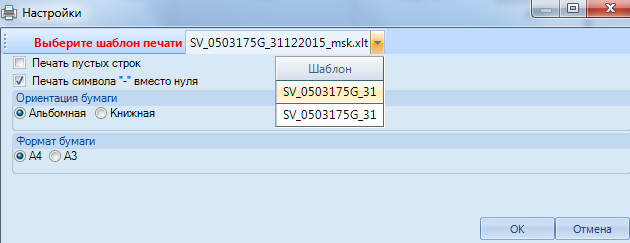 Настройки
Выберите шаблон печати SV_0503175G_31122015_msk.xlt
Печать пустых строк
Печать символа "-" вместо нуля
Шаблон
SV_0503175G_31
SV_0503175G_31
Ориентация бумаги
Альбомная Книжная
Формат бумаги
A4 A3
OK Отмена